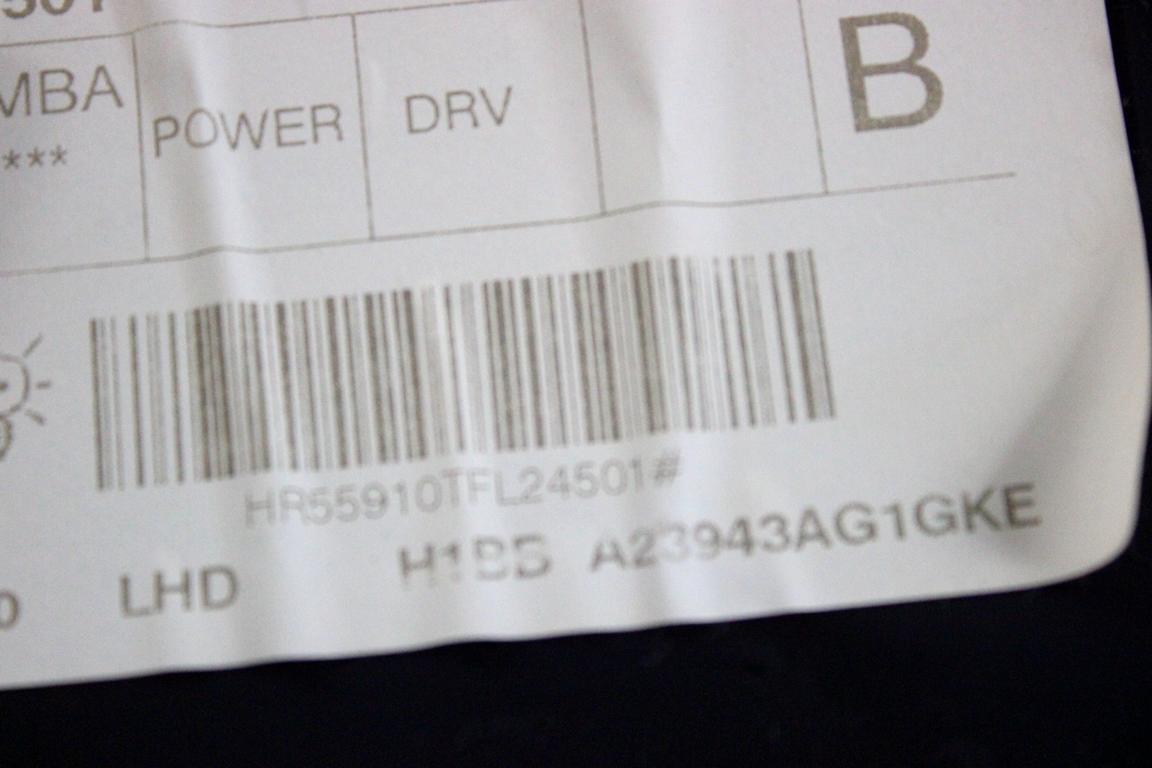 MBA POWER DRV B
***
HR55910TFL24501#
LHD H1BB A23943AG1GKE